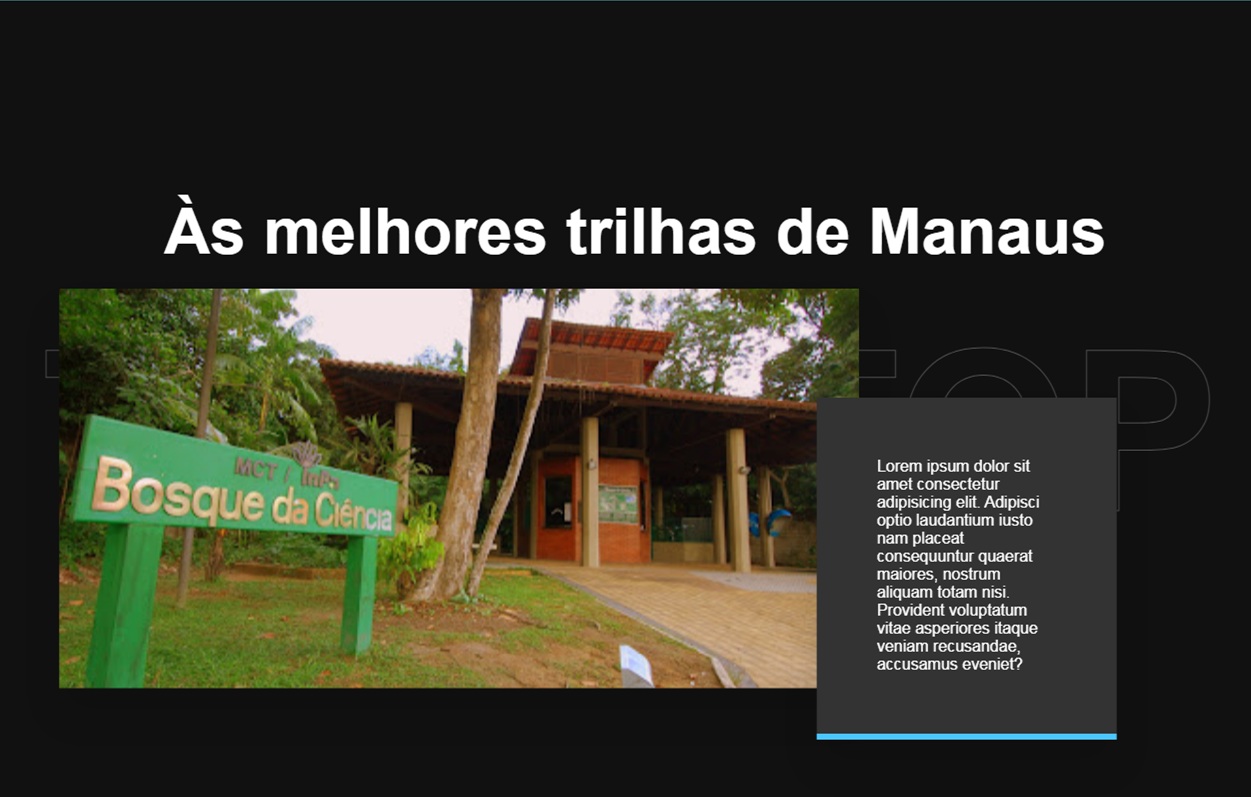 Às melhores trilhas de Manaus
MCT / InPa
Bosque da Ciência
Lorem ipsum dolor sit
amet consectetur
adipisicing elit. Adipisci
optio laudantium iusto
nam placeat
consequuntur quaerat
maiores, nostrum
aliquam totam nisi.
Provident voluptatum
vitae asperiores itaque
veniam recusandae,
accusamus eveniet?